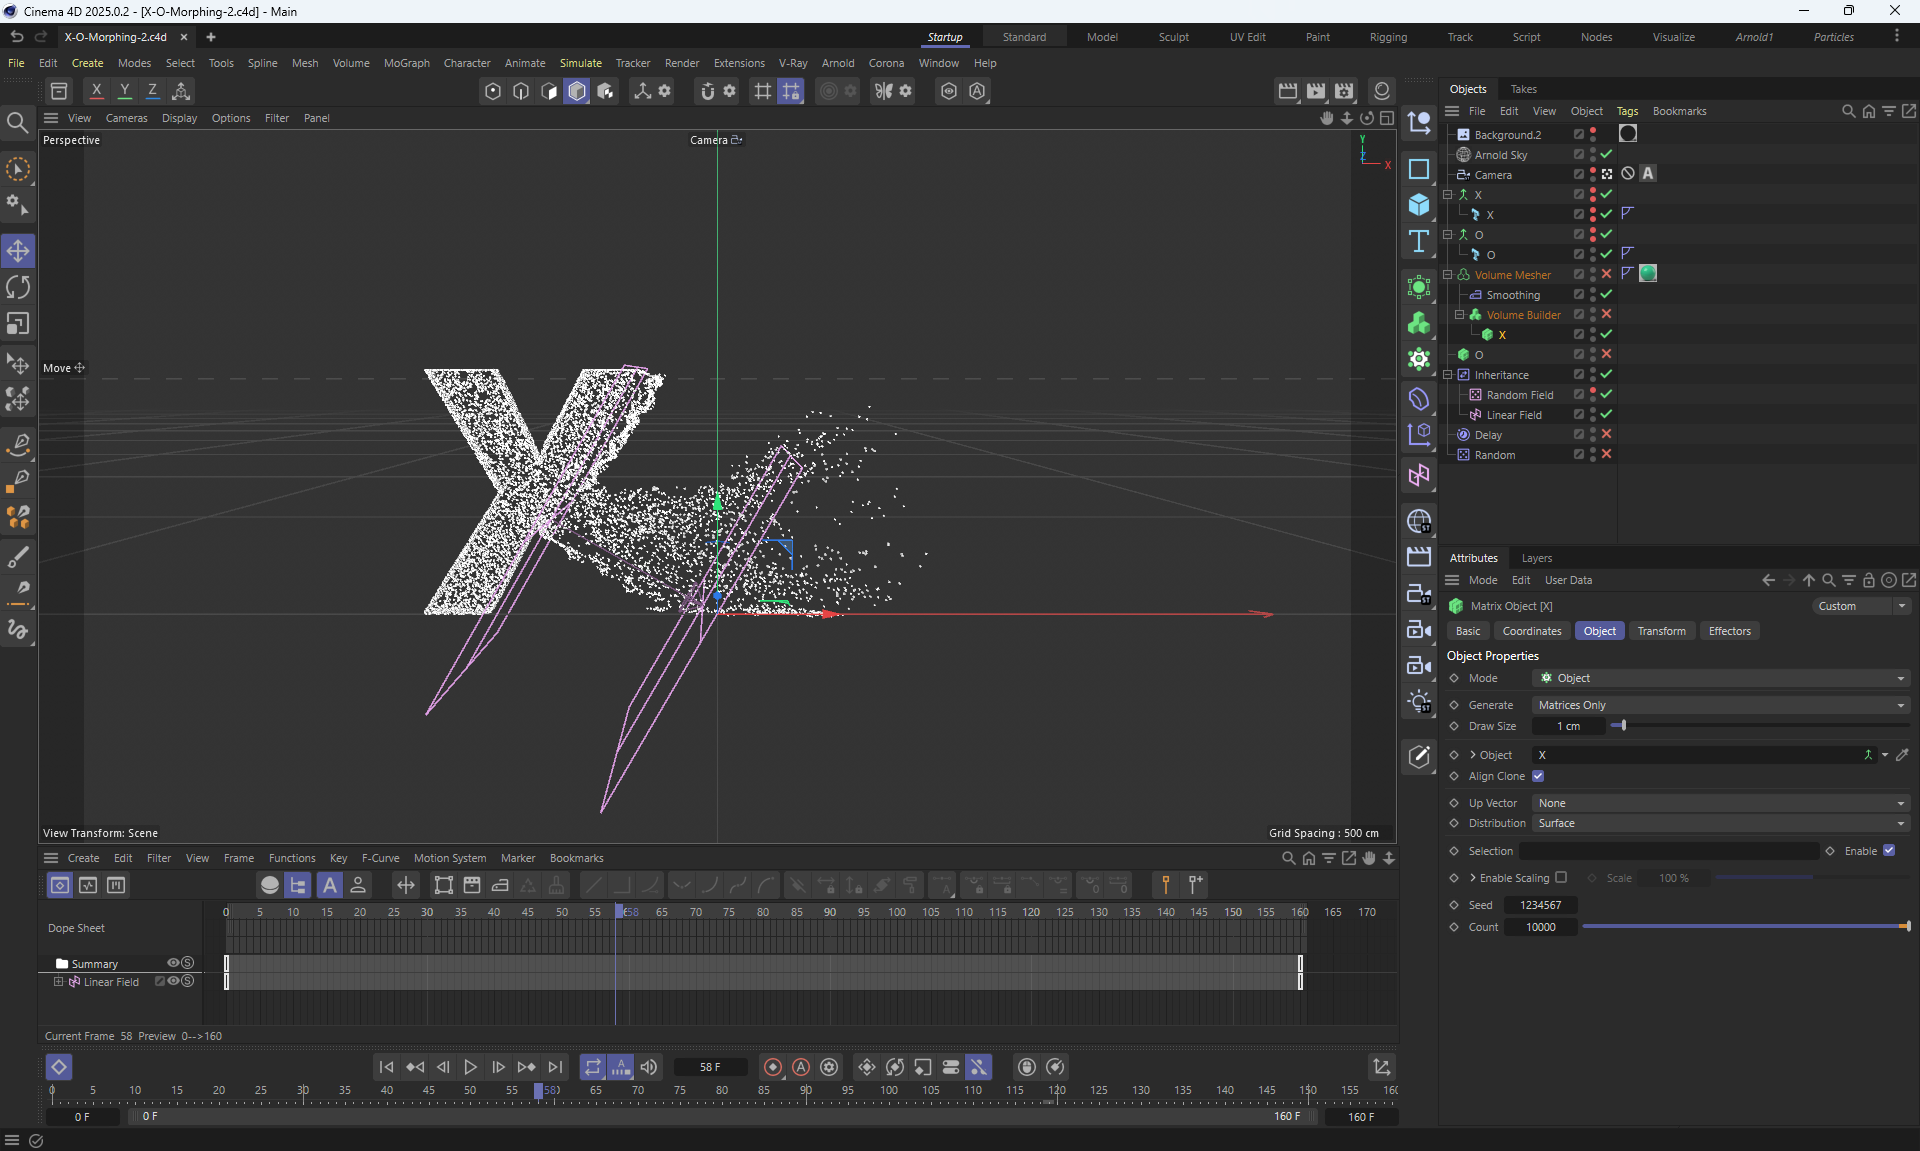 Cinema 4D 2025.0.2 - [X-O-Morphing-2.c4d] - Main
X-O-Morphing-2.c4d
Startup Standard Model Sculpt UV Edit Paint Rigging Track Script Nodes Visualize Arnold1 Particles
File Edit Create Modes Select Tools Spline Mesh Volume MoGraph Character Animate Simulate Tracker Render Extensions V-Ray Arnold Corona Window Help
X Y Z
View Cameras Display Options Filter Panel
Perspective
Camera
Y
Z
X
Move
View Transform: Scene
Grid Spacing : 500 cm
Objects Takes
File Edit View Object Tags Bookmarks
Background.2
Arnold Sky
Camera A
X
X
O
O
Volume Mesher
Smoothing
Volume Builder
X
O
Inheritance
Random Field
Linear Field
Delay
Random
Attributes Layers
Mode Edit User Data
Matrix Object [X] Custom
Basic Coordinates Object Transform Effectors
Object Properties
Mode Object
Generate Matrices Only
Draw Size 1 cm
Object X
Align Clone
Up Vector None
Distribution Surface
Selection Enable
Enable Scaling Scale 100 %
Seed 1234567
Count 10000
Create Edit Filter View Frame Functions Key F-Curve Motion System Marker Bookmarks
0 5 10 15 20 25 30 35 40 45 50 55 58 65 70 75 80 85 90 95 100 105 110 115 120 125 130 135 140 145 150 155 160 165 170
Dope Sheet
Summary
Linear Field
Current Frame 58 Preview 0-->160
58 F
0 5 10 15 20 25 30 35 40 45 50 55 58 65 70 75 80 85 90 95 100 105 110 115 120 125 130 135 140 145 150 155
0 F 0 F 160 F 160 F